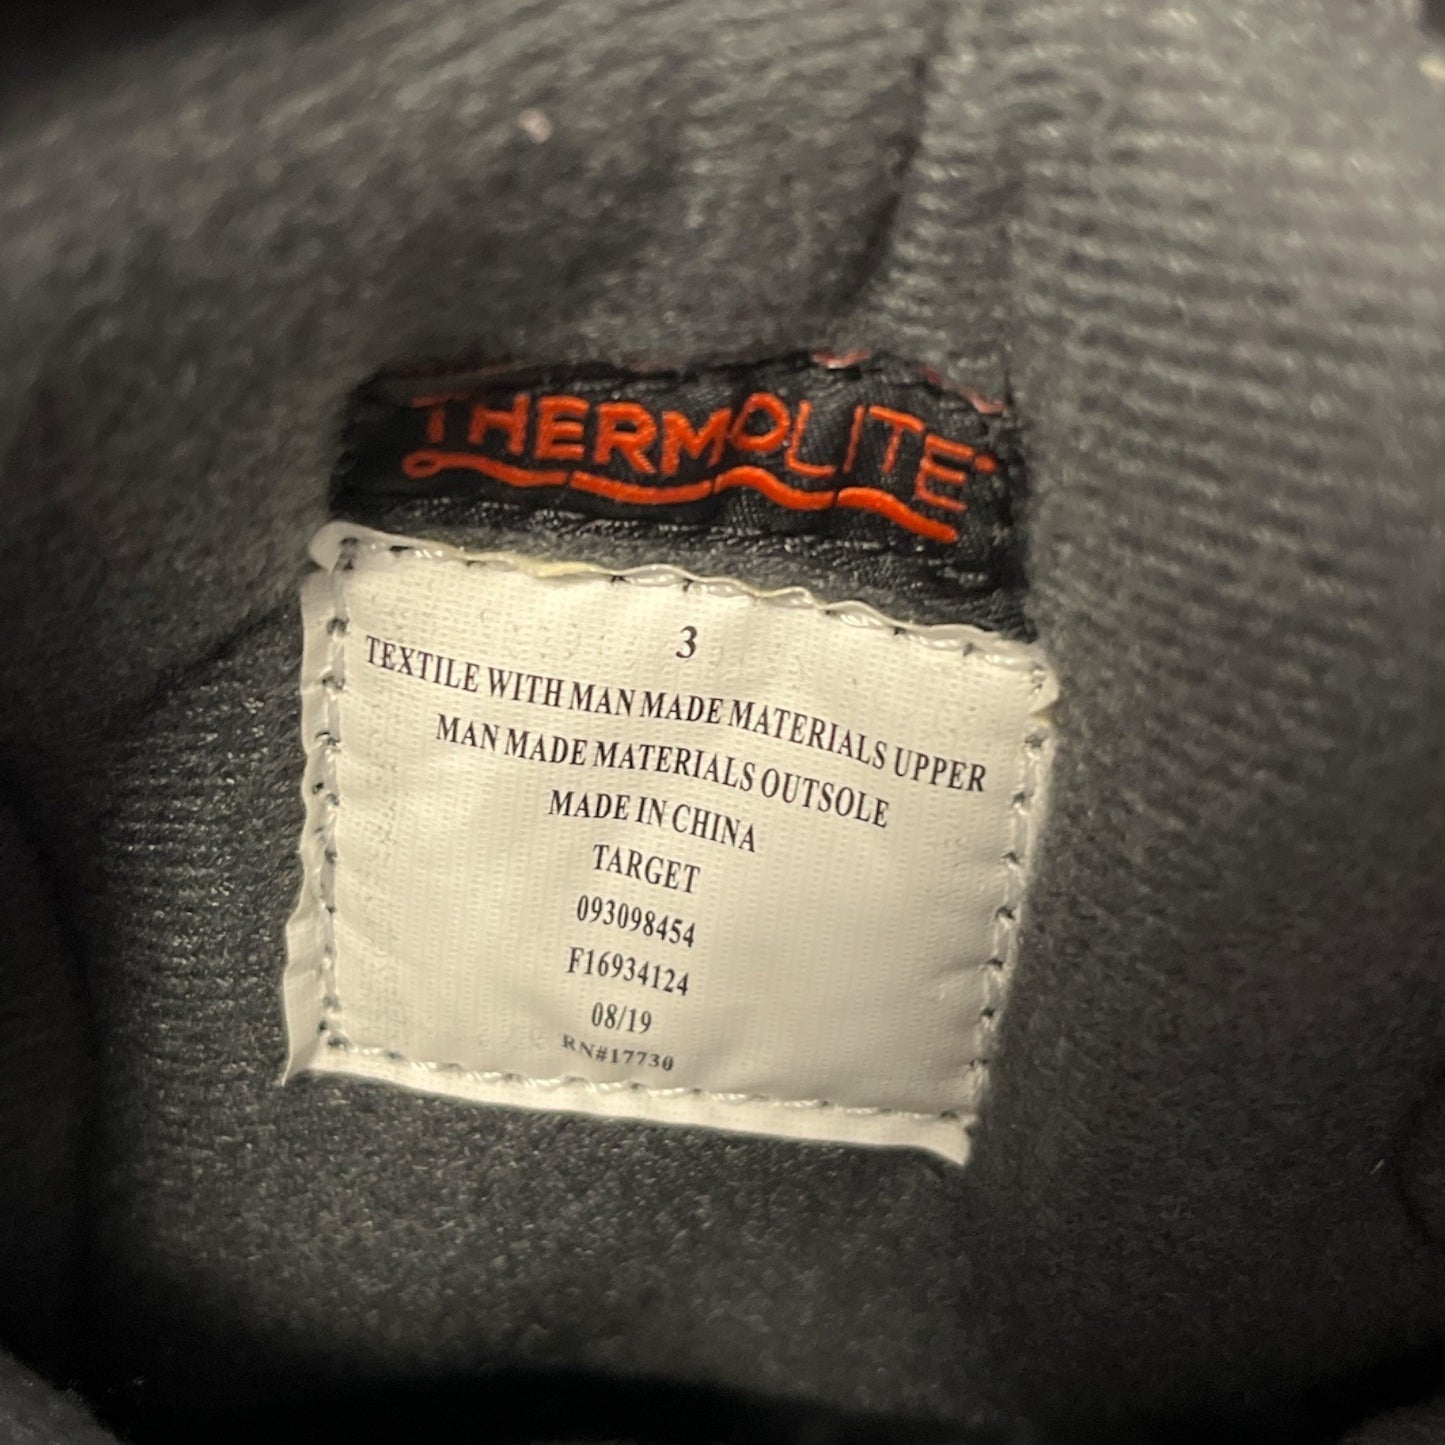 THERMOLITE
3
TEXTILE WITH MAN MADE MATERIALS UPPER
MAN MADE MATERIALS OUTSOLE
MADE IN CHINA
TARGET
093098454
F16934124
08/19
RN#17730